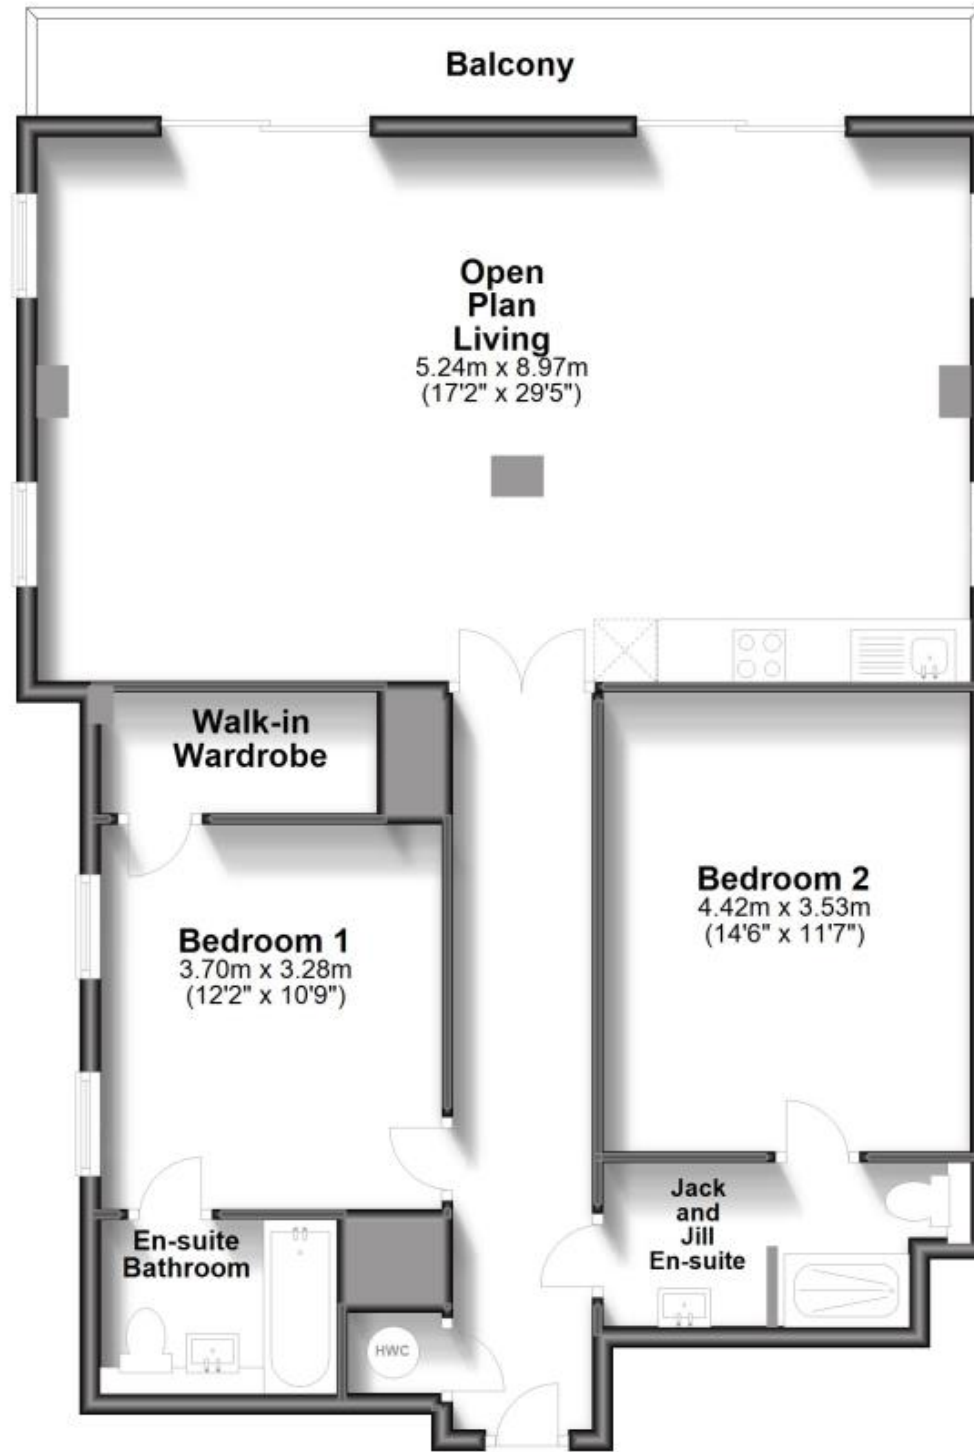 Balcony
Open
Plan
Living
5.24m x 8.97m
(17'2" x 29'5")
Walk-in
Wardrobe
Bedroom 2
4.42m x 3.53m
(14'6" x 11'7")
Bedroom 1
3.70m x 3.28m
(12'2" x 10'9")
Jack
and
Jill
En-suite
En-suite
Bathroom
HWC